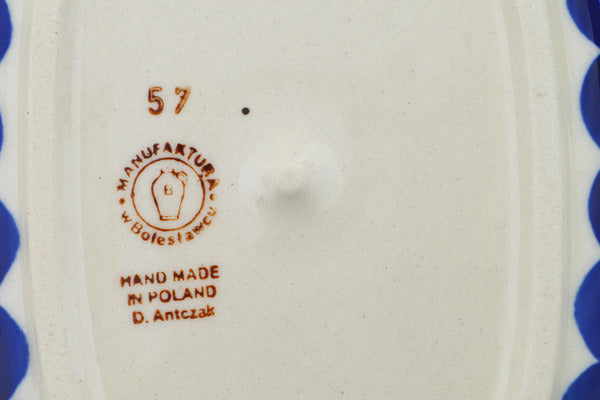 57
MANUFAKTURA
B
w Bolesławcu
HAND MADE
IN POLAND
D. Antczak